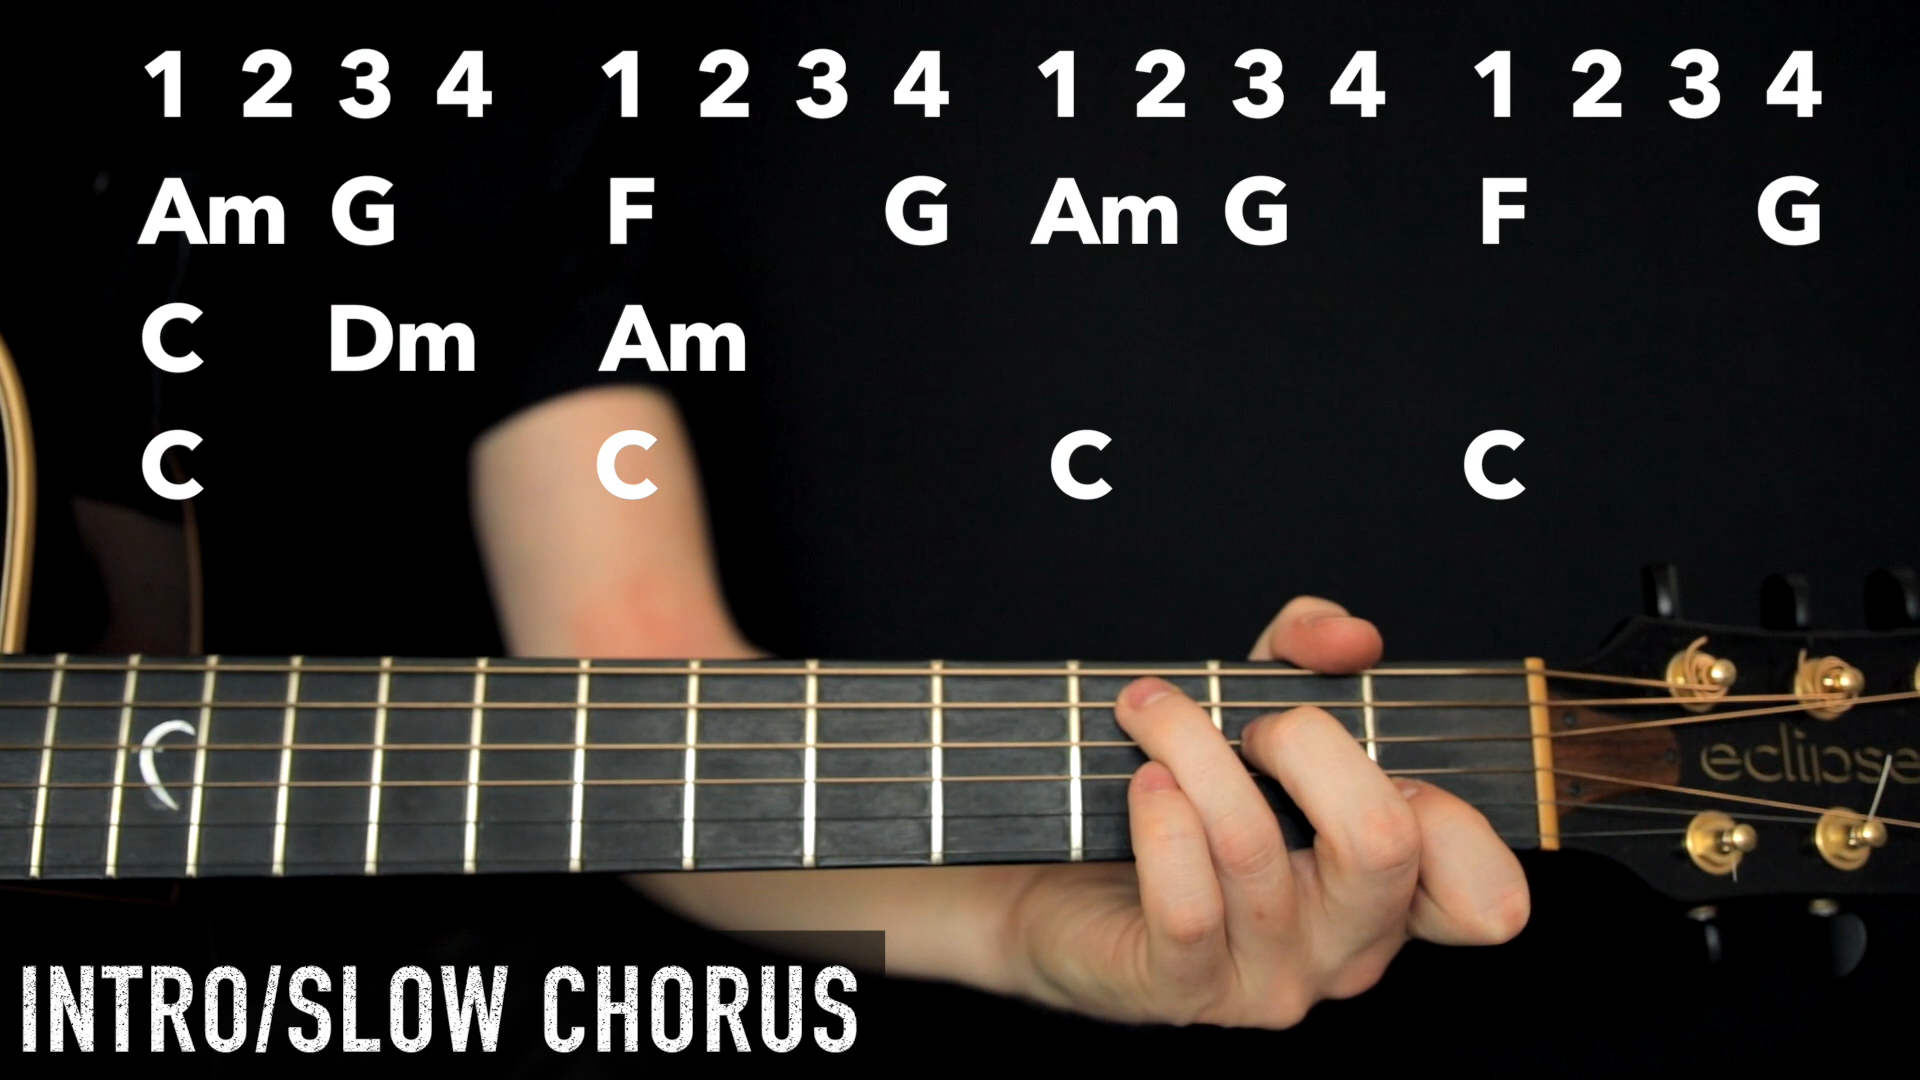 1 2 3 4 1 2 3 4 1 2 3 4 1 2 3 4
Am G F G Am G F G
C Dm Am
C C C C
eclipse
INTRO/SLOW CHORUS